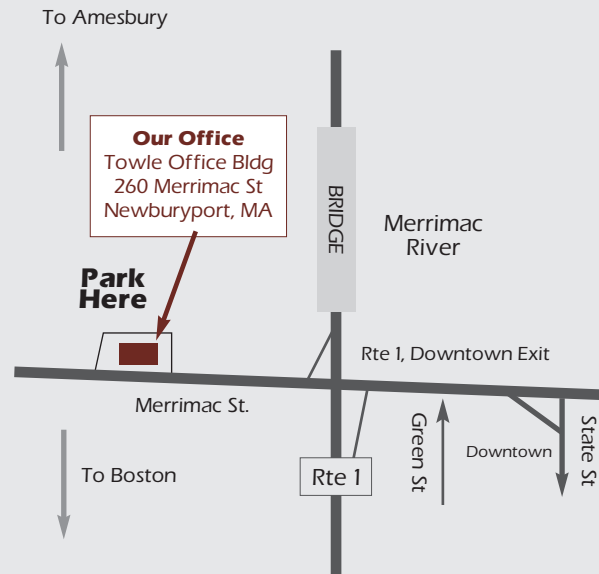 To Amesbury
Our Office
Towle Office Bldg
260 Merrimac St
Newburyport, MA
BRIDGE
Merrimac
River
Park
Here
Rte 1, Downtown Exit
Merrimac St.
Green St
State St
Downtown
To Boston
Rte 1